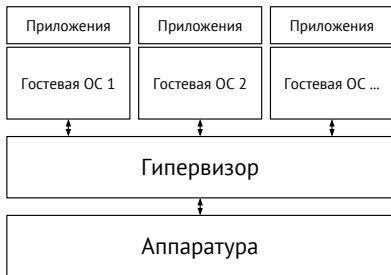 Приложения Приложения Приложения
Гостевая ОС 1 Гостевая ОС 2 Гостевая ОС ...
Гипервизор
Аппаратура